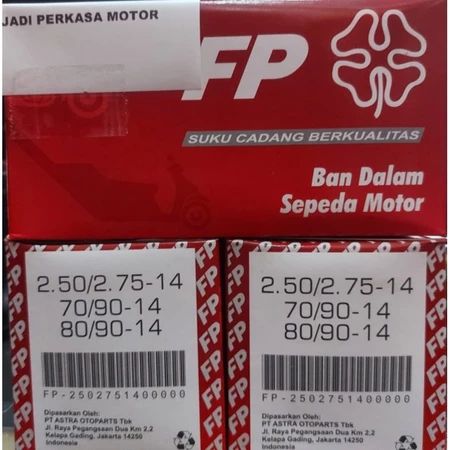 JADI PERKASA MOTOR
FP
SUKU CADANG BERKUALITAS
Ban Dalam
Sepeda Motor
2.50/2.75-14
70/90-14
80/90-14
FP-2502751400000
Dipasarkan Oleh:
PT ASTRA OTOPARTS Tbk
Jl. Raya Pegangsaan Dua Km 2,2
Kelapa Gading, Jakarta 14250
Indonesia
2.50/2.75-14
70/90-14
80/90-14
FP-2502751400000
Dipasarkan Oleh:
PT ASTRA OTOPARTS Tbk
Jl. Raya Pegangsaan Dua Km 2,2
Kelapa Gading, Jakarta 14250
Indonesia